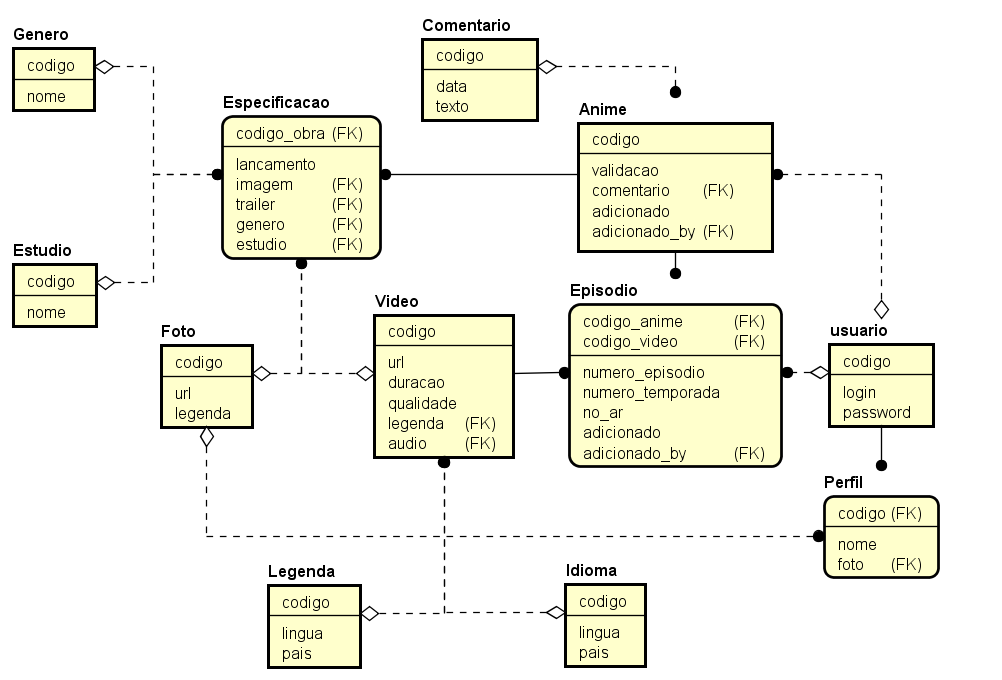 Genero
codigo
nome
Comentario
codigo
data
texto
Especificacao
codigo_obra (FK)
lancamento
imagem (FK)
trailer (FK)
genero (FK)
estudio (FK)
Anime
codigo
validacao
comentario (FK)
adicionado
adicionado_by (FK)
Estudio
codigo
nome
Foto
codigo
url
legenda
Video
codigo
url
duracao
qualidade
legenda (FK)
audio (FK)
Episodio
codigo_anime (FK)
codigo_video (FK)
numero_episodio
numero_temporada
no_ar
adicionado
adicionado_by (FK)
usuario
codigo
login
password
Perfil
codigo (FK)
nome
foto (FK)
Legenda
codigo
lingua
pais
Idioma
codigo
lingua
pais